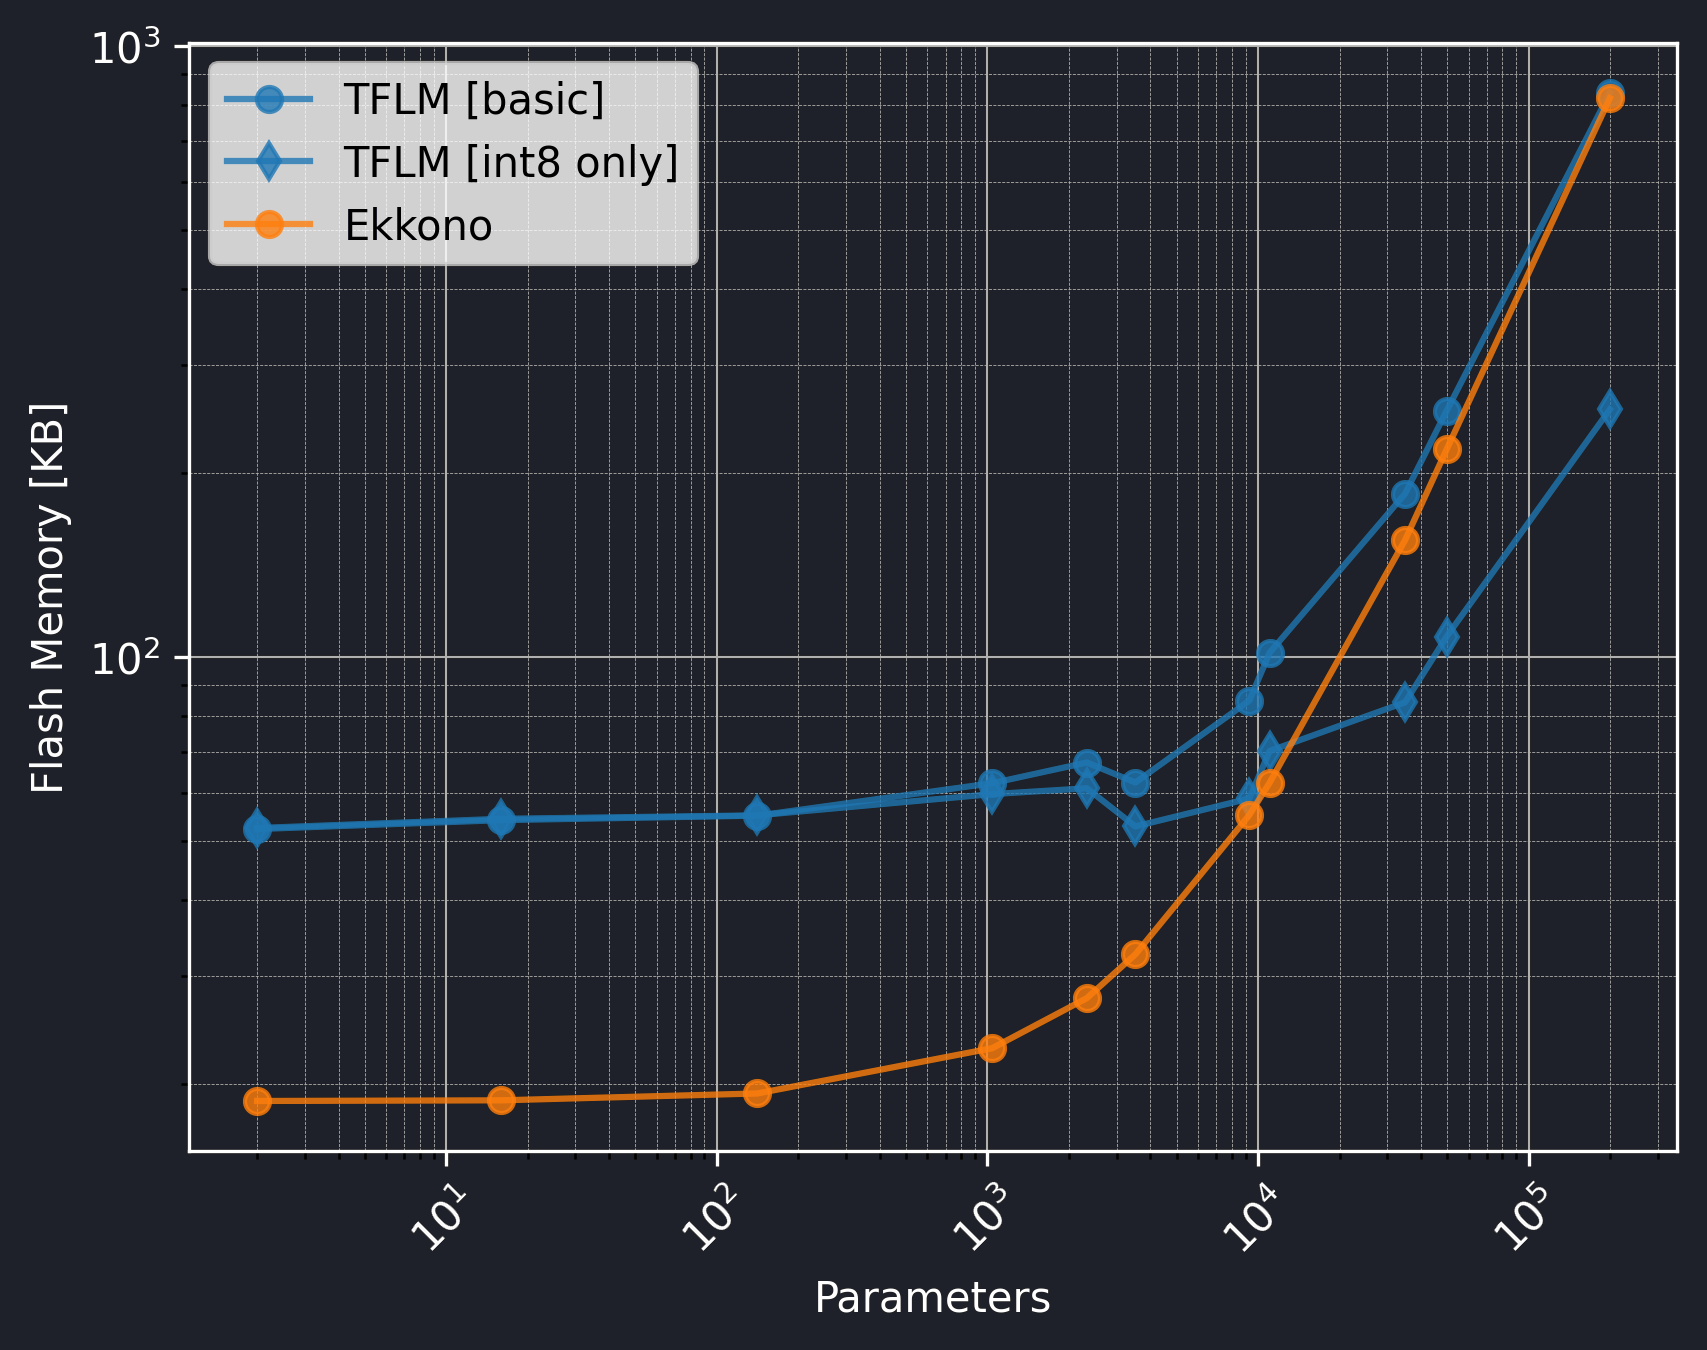 10³
TFLM [basic]
TFLM [int8 only]
Ekkono
Flash Memory [KB]
10²
10¹
10²
10³
10⁴
10⁵
Parameters